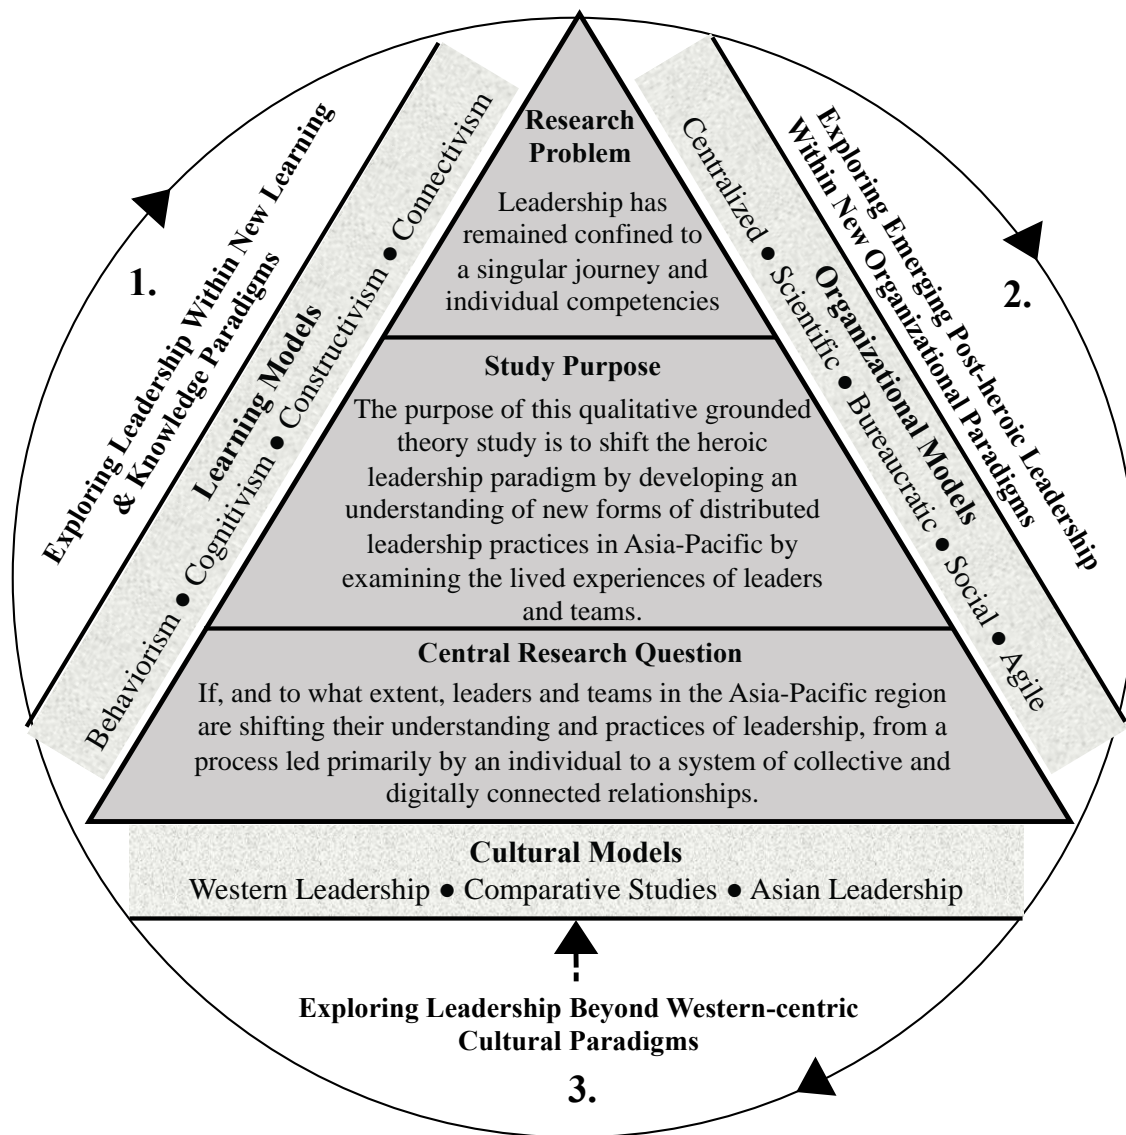 Research
Problem
Leadership has
remained confined to
a singular journey and
individual competencies
Study Purpose
The purpose of this qualitative grounded
theory study is to shift the heroic
leadership paradigm by developing an
understanding of new forms of distributed
leadership practices in Asia-Pacific by
examining the lived experiences of leaders
and teams.
Central Research Question
If, and to what extent, leaders and teams in the Asia-Pacific region
are shifting their understanding and practices of leadership, from a
process led primarily by an individual to a system of collective and
digitally connected relationships.
1.
Exploring Leadership Within New Learning
& Knowledge Paradigms
Learning Models
Behaviorism ● Cognitivism ● Constructivism ● Connectivism
2.
Exploring Emerging Post-heroic Leadership
Within New Organizational Paradigms
Organizational Models
Centralized ● Scientific ● Bureaucratic ● Social ● Agile
Cultural Models
Western Leadership ● Comparative Studies ● Asian Leadership
Exploring Leadership Beyond Western-centric
Cultural Paradigms
3.